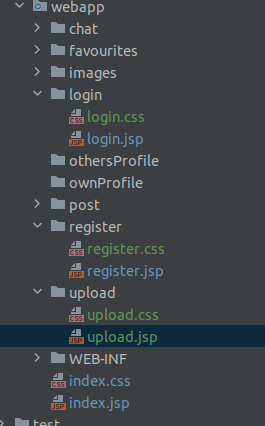 webapp
chat
favourites
images
login
login.css
login.jsp
othersProfile
ownProfile
post
register
register.css
register.jsp
upload
upload.css
upload.jsp
WEB-INF
index.css
index.jsp
test